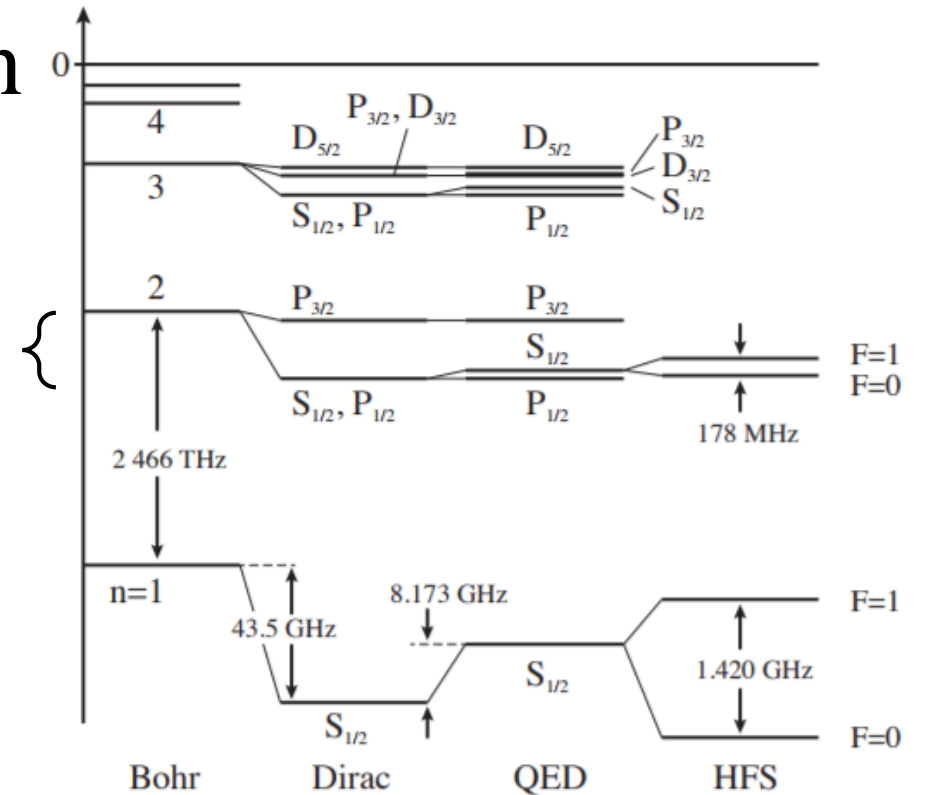 n
0
4
P3/2, D3/2
D5/2
D5/2
P3/2
D3/2
S1/2
3
S1/2, P1/2
P1/2
2
P3/2
P3/2
{
S1/2
F=1
F=0
S1/2, P1/2
P1/2
178 MHz
2 466 THz
n=1
8.173 GHz
F=1
43.5 GHz
1.420 GHz
S1/2
S1/2
F=0
Bohr Dirac QED HFS